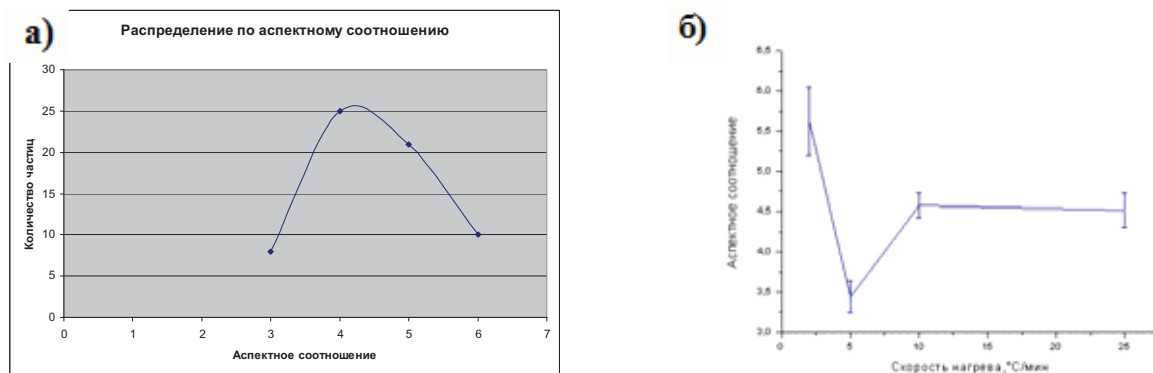 а)
Распределение по аспектному соотношению
Количество частиц
30
25
20
15
10
5
0
0 1 2 3 4 5 6 7
Аспектное соотношение
б)
Аспектное соотношение
6,5
6,0
5,5
5,0
4,5
4,0
3,5
3,0
0 5 10 15 20 25
Скорость нагрева,°С/мин